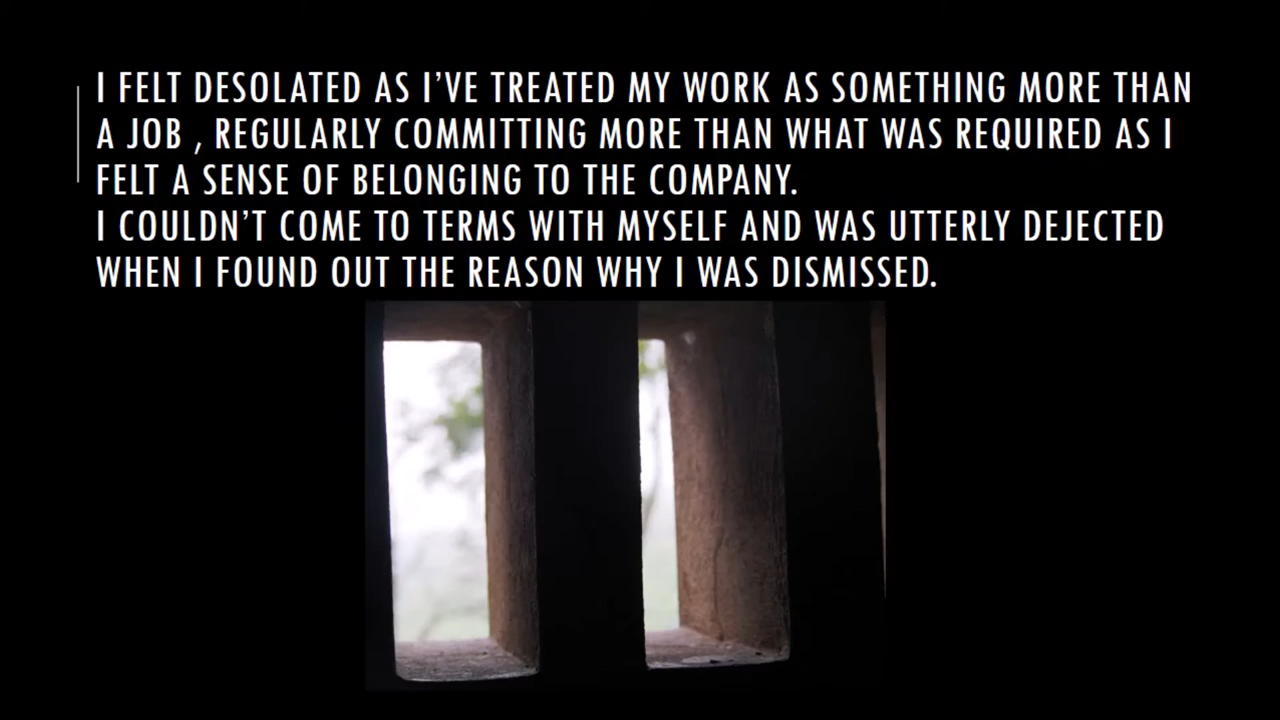 I FELT DESOLATED AS I’VE TREATED MY WORK AS SOMETHING MORE THAN
A JOB , REGULARLY COMMITTING MORE THAN WHAT WAS REQUIRED AS I
FELT A SENSE OF BELONGING TO THE COMPANY.
I COULDN’T COME TO TERMS WITH MYSELF AND WAS UTTERLY DEJECTED
WHEN I FOUND OUT THE REASON WHY I WAS DISMISSED.